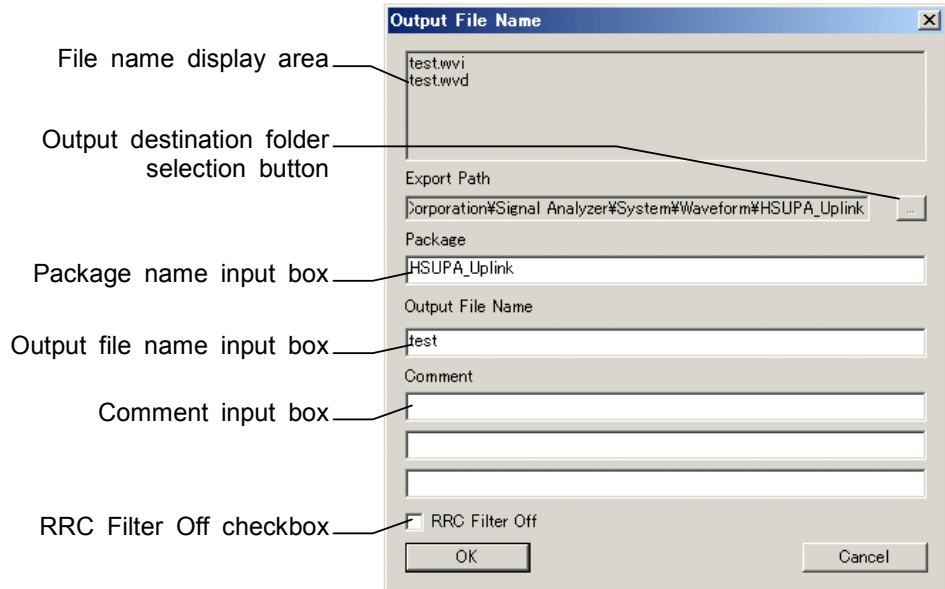 Output File Name
File name display area
test.wvi
test.wvd
Output destination folder
selection button
Export Path
Corporation¥Signal Analyzer¥System¥Waveform¥HSUPA_Uplink
...
Package
Package name input box
HSUPA_Uplink
Output File Name
Output file name input box
test
Comment
Comment input box
RRC Filter Off checkbox
RRC Filter Off
OK
Cancel